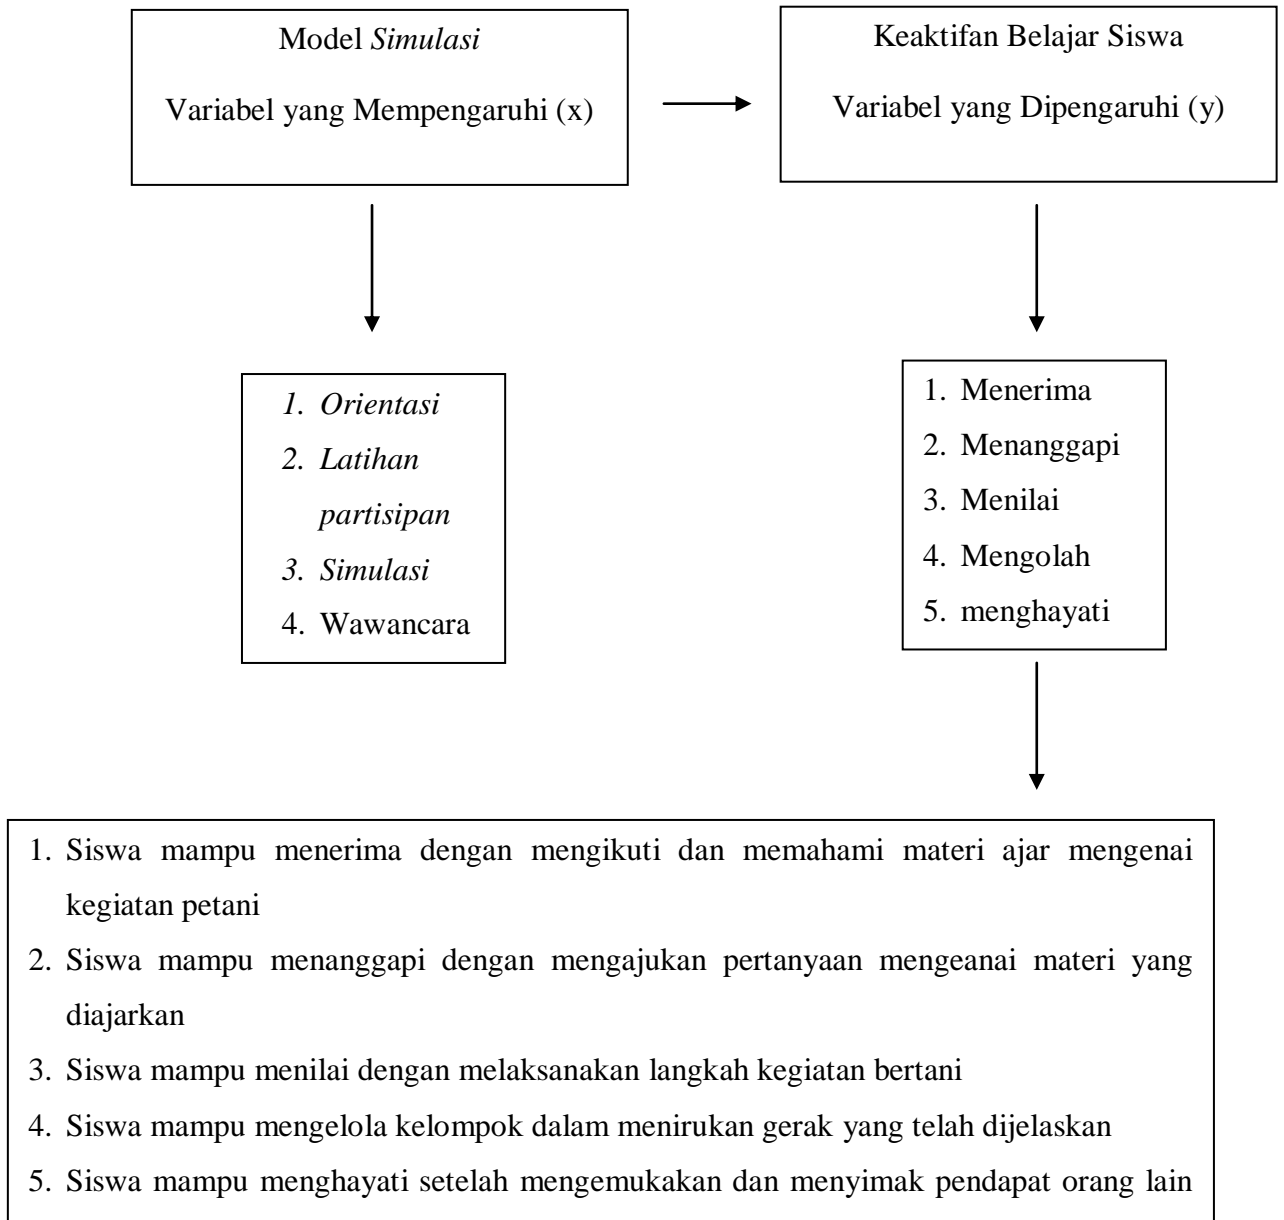 Model Simulasi
Variabel yang Mempengaruhi (x)
Keaktifan Belajar Siswa
Variabel yang Dipengaruhi (y)
1. Orientasi
2. Latihan
partisipan
3. Simulasi
4. Wawancara
1. Menerima
2. Menanggapi
3. Menilai
4. Mengolah
5. menghayati
1. Siswa mampu menerima dengan mengikuti dan memahami materi ajar mengenai
kegiatan petani
2. Siswa mampu menanggapi dengan mengajukan pertanyaan mengeanai materi yang
diajarkan
3. Siswa mampu menilai dengan melaksanakan langkah kegiatan bertani
4. Siswa mampu mengelola kelompok dalam menirukan gerak yang telah dijelaskan
5. Siswa mampu menghayati setelah mengemukakan dan menyimak pendapat orang lain